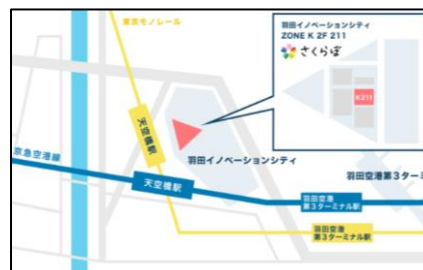 東京モノレール
羽田イノベーションシティ
ZONE K 2F 211
さくらぼ
K211
天空橋駅
羽田イノベーションシティ
京急空港線
天空橋駅
羽田空港第3ターミ
羽田空港
第3ターミナル駅
羽田空港
第3ターミナル駅